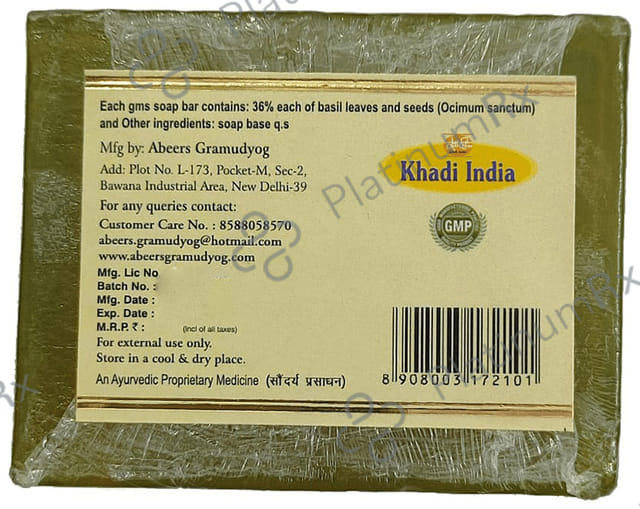 Each gms soap bar contains: 36% each of basil leaves and seeds (Ocimum sanctum)
and Other ingredients: soap base q.s
Mfg by: Abeers Gramudyog
Add: Plot No. L-173, Pocket-M, Sec-2,
Bawana Industrial Area, New Delhi-39
For any queries contact:
Customer Care No. : 8588058570
abeers.gramudyog@hotmail.com
www.abeersgramudyog.com
Mfg. Lic No
Batch No. :
Mfg. Date :
Exp. Date :
M.R.P. ₹ : (Incl of all taxes)
For external use only.
Store in a cool & dry place.
An Ayurvedic Proprietary Medicine (सौंदर्य प्रसाधन)
Khadi India
GMP
8 908003 172101
PlatinumRx
PlatinumRx
PlatinumRx
Rx